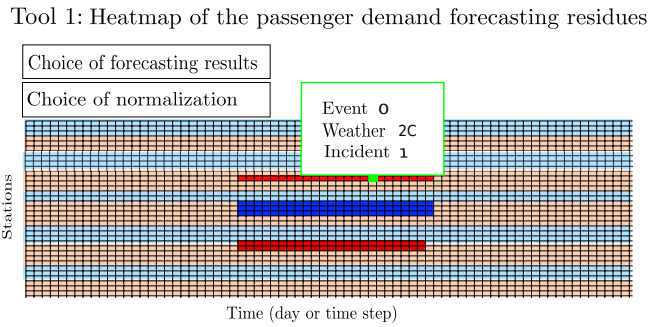 Tool 1: Heatmap of the passenger demand forecasting residues
Choice of forecasting results
Choice of normalization
Event 0
Weather 2C
Incident 1
Stations
Time (day or time step)